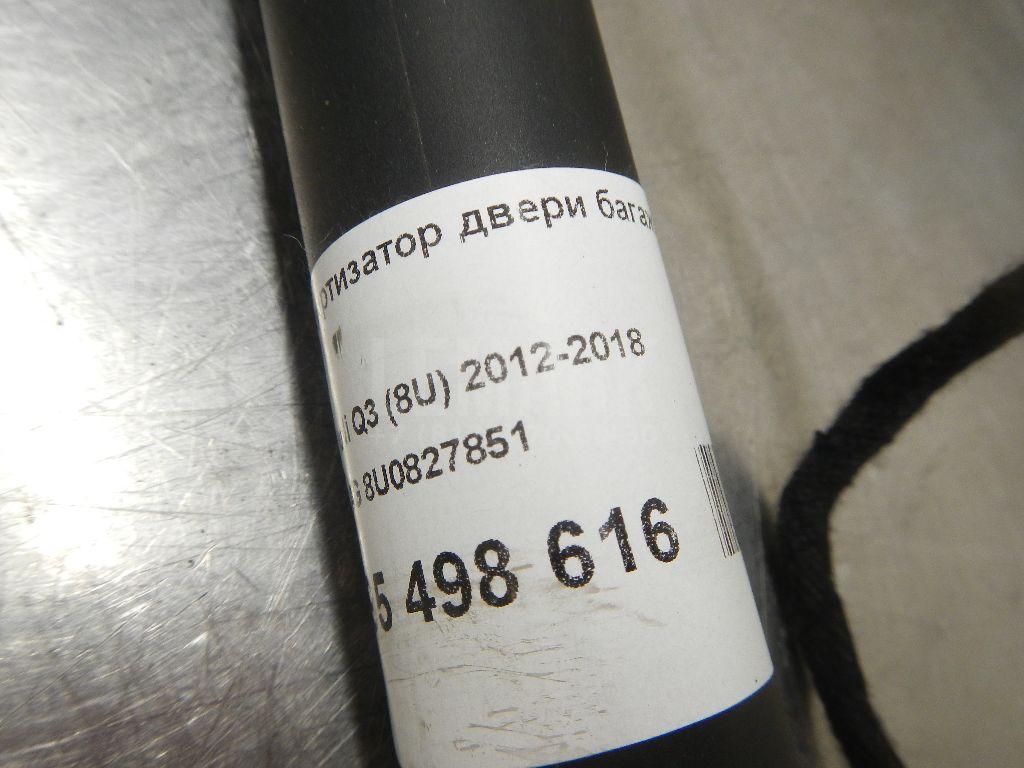 ртизатор двери багаж
i Q3 (8U) 2012-2018
G 8U0827851
5 498 616